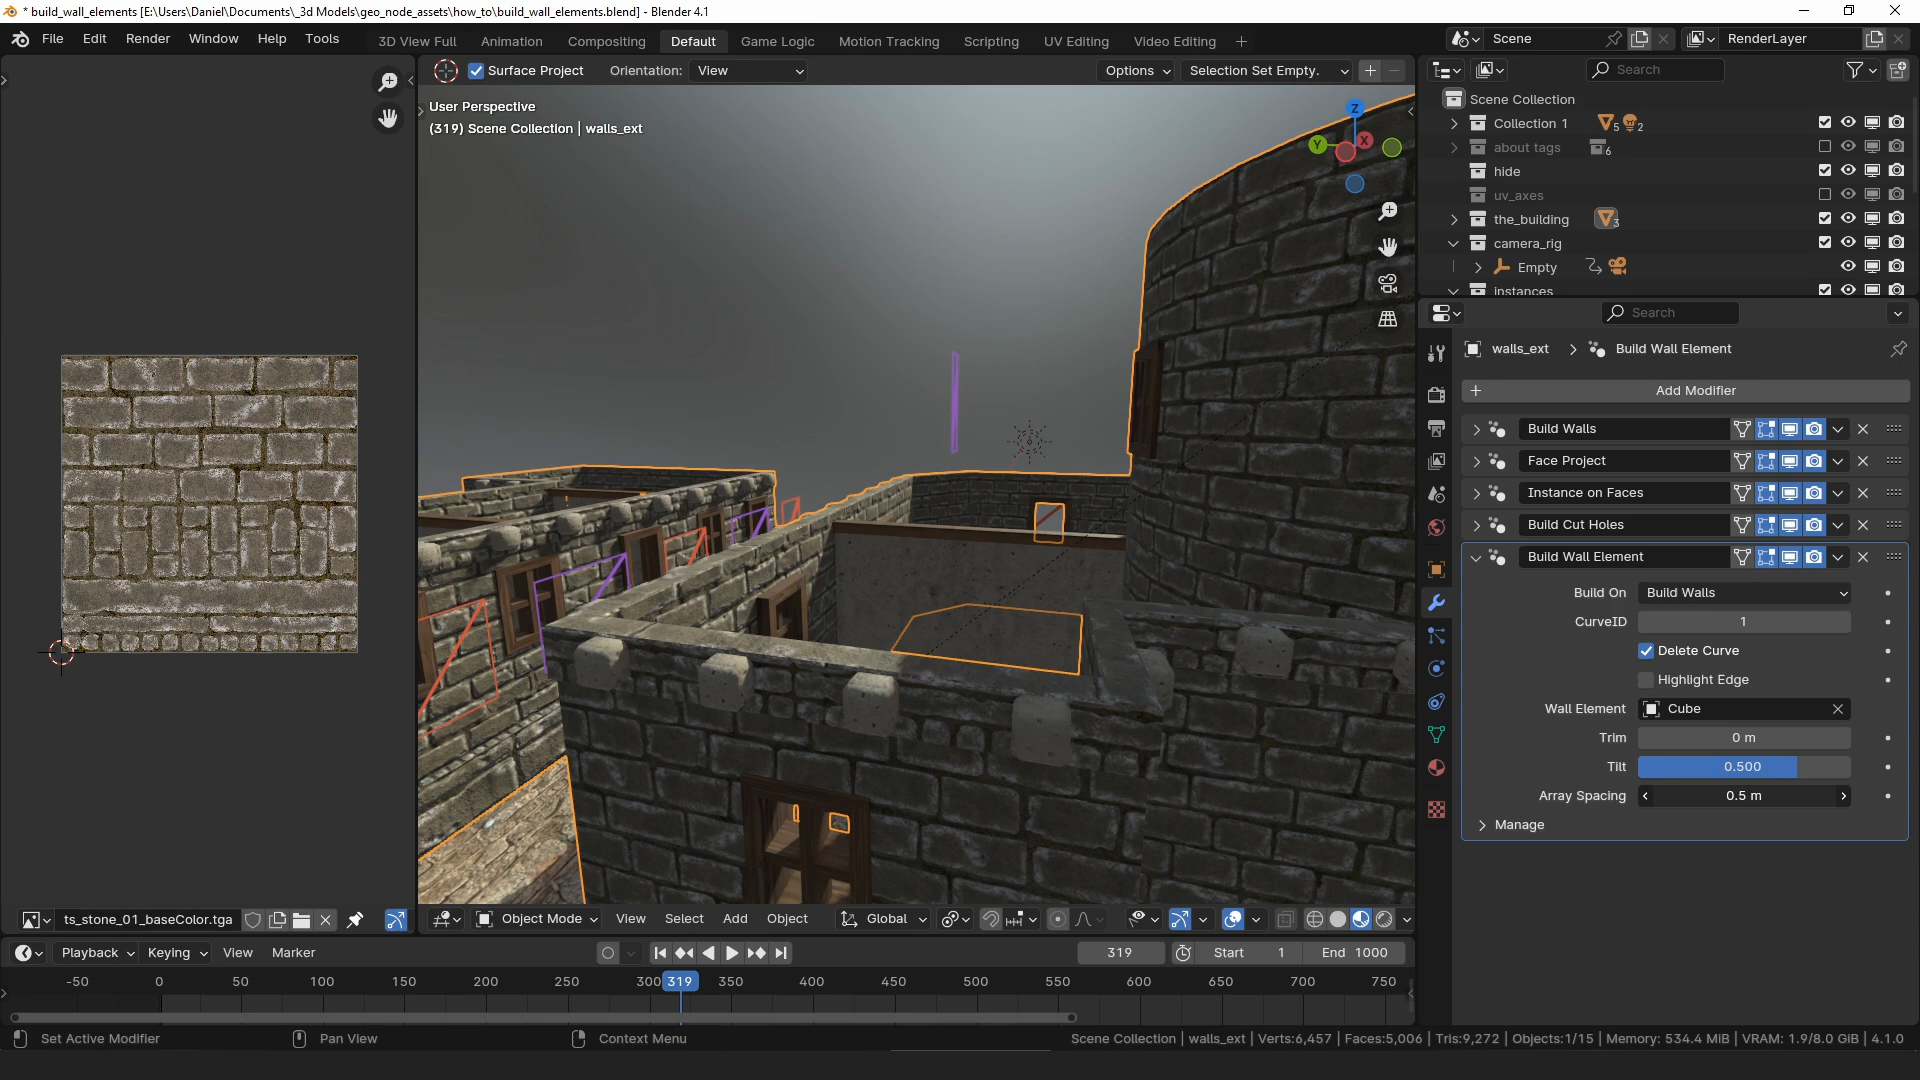 * build_wall_elements [E:\Users\Daniel\Documents\_3d Models\geo_node_assets\how_to\build_wall_elements.blend] - Blender 4.1
File Edit Render Window Help Tools 3D View Full Animation Compositing Default Game Logic Motion Tracking Scripting UV Editing Video Editing Scene RenderLayer
Surface Project Orientation: View Options Selection Set Empty. Search
User Perspective
(319) Scene Collection | walls_ext
Z
Y
X
Scene Collection
Collection 1 5 2
about tags 6
hide
uv_axes
the_building 3
camera_rig
Empty
instances
Search
walls_ext Build Wall Element
Add Modifier
Build Walls
Face Project
Instance on Faces
Build Cut Holes
Build Wall Element
Build On Build Walls
CurveID 1
Delete Curve
Highlight Edge
Wall Element Cube
Trim 0 m
Tilt 0.500
Array Spacing 0.5 m
Manage
ts_stone_01_baseColor.tga Object Mode View Select Add Object Global
Playback Keying View Marker 319 Start 1 End 1000
-50 0 50 100 150 200 250 300 319 350 400 450 500 550 600 650 700 750
Set Active Modifier Pan View Context Menu Scene Collection | walls_ext | Verts:6,457 | Faces:5,006 | Tris:9,272 | Objects:1/15 | Memory: 534.4 MiB | VRAM: 1.9/8.0 GiB | 4.1.0